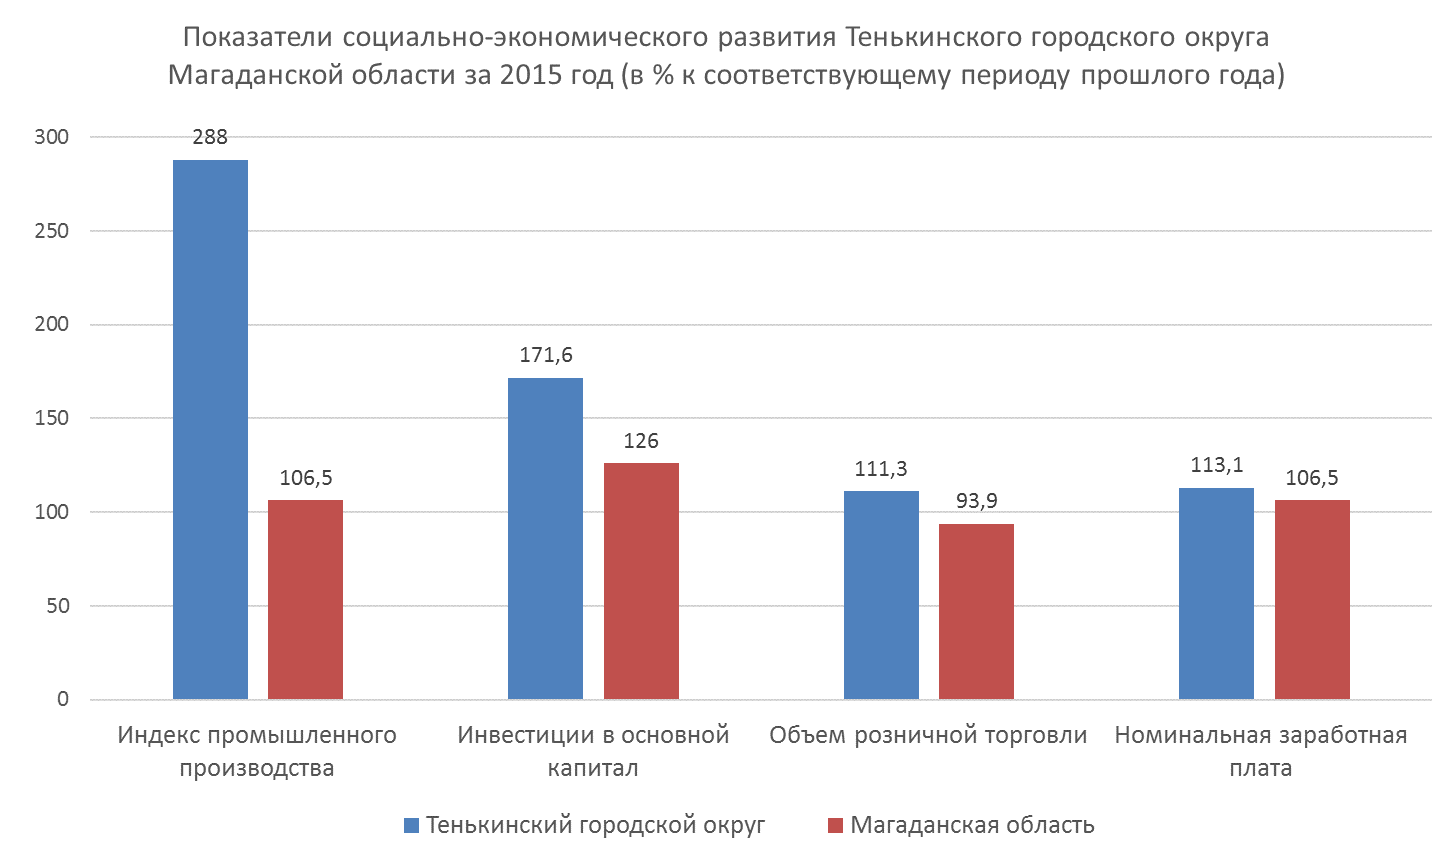 Показатели социально-экономического развития Тенькинского городского округа
Магаданской области за 2015 год (в % к соответствующему периоду прошлого года)
300
250
200
150
100
50
0
288
106,5
171,6
126
111,3
93,9
113,1
106,5
Индекс промышленного
производства
Инвестиции в основной
капитал
Объем розничной торговли
Номинальная заработная
плата
Тенькинский городской округ
Магаданская область